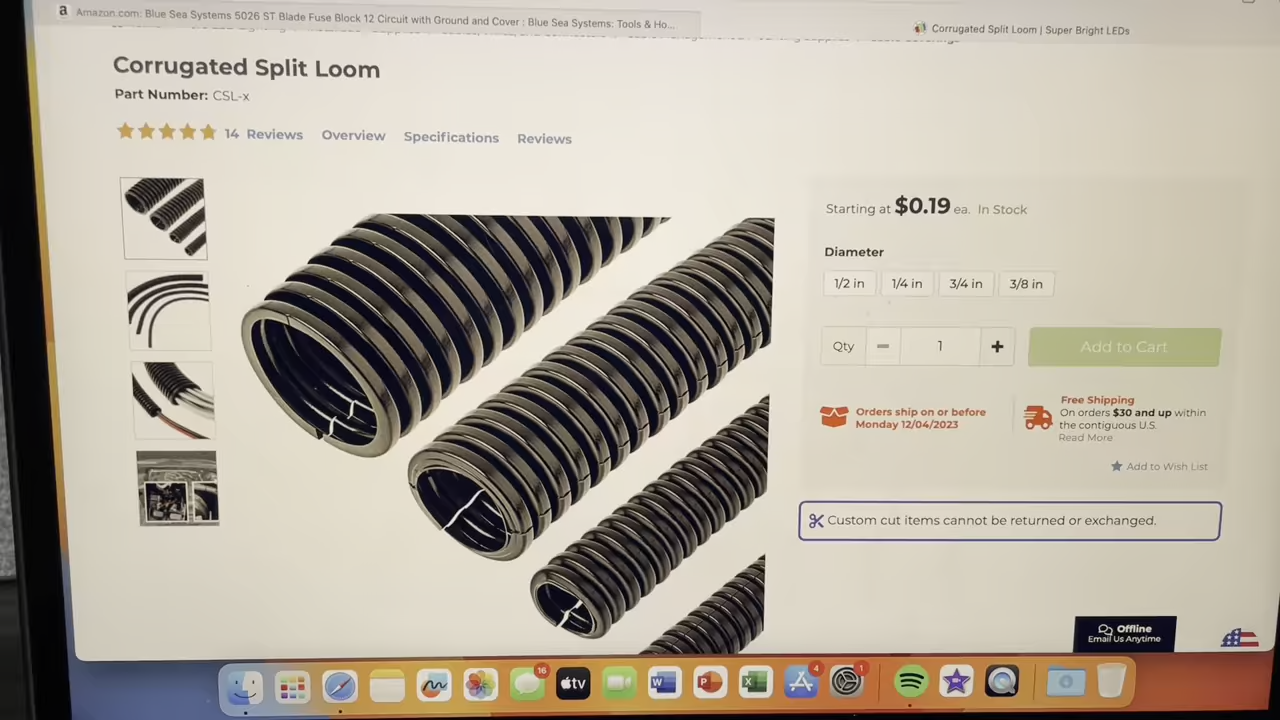 Amazon.com: Blue Sea Systems 5026 ST Blade Fuse Block 12 Circuit with Ground and Cover : Blue Sea Systems: Tools & Ho...
Corrugated Split Loom | Super Bright LEDs
Corrugated Split Loom
Part Number: CSL-x
14 Reviews Overview Specifications Reviews
Starting at $0.19 ea. In Stock
Diameter
1/2 in 1/4 in 3/4 in 3/8 in
Qty 1 Add to Cart
Orders ship on or before
Monday 12/04/2023
Free Shipping
On orders $30 and up within
the contiguous U.S.
Read More
Add to Wish List
Custom cut items cannot be returned or exchanged.
Offline
Email Us Anytime
16
tv
W
P
X
4
1